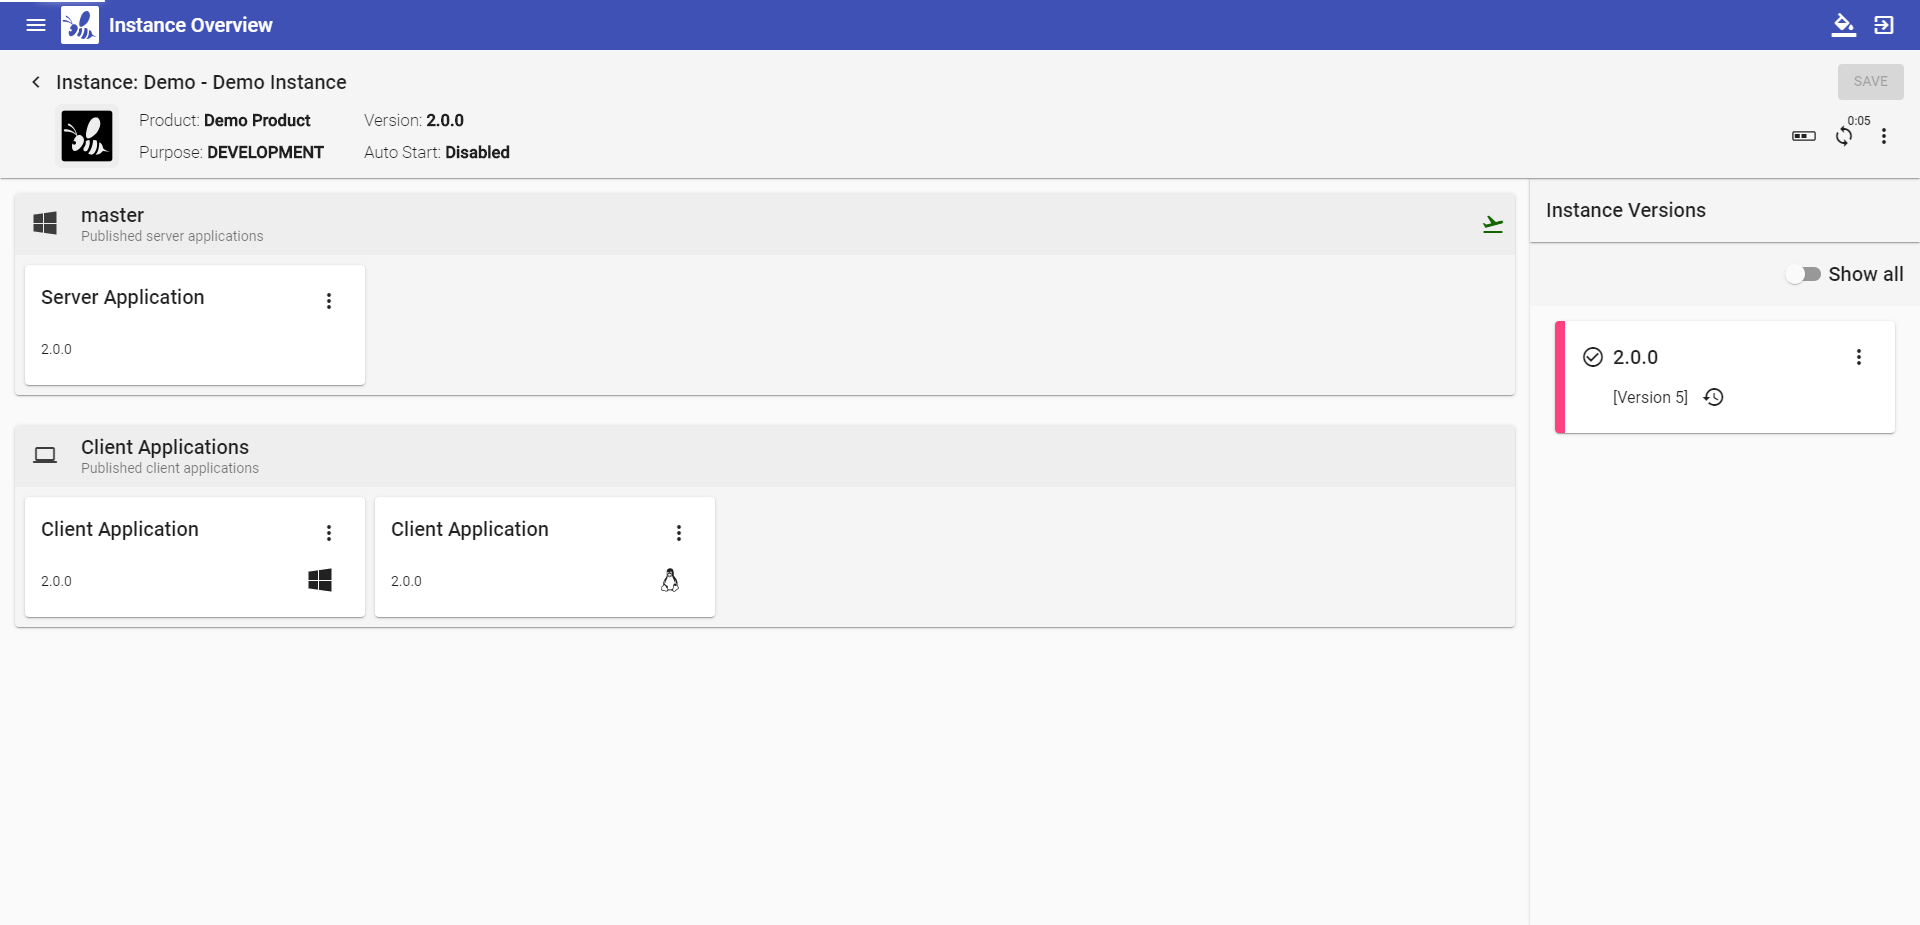 Instance Overview
Instance: Demo - Demo Instance
SAVE
Product: Demo Product
Version: 2.0.0
Purpose: DEVELOPMENT
Auto Start: Disabled
0:05
master
Published server applications
Server Application
2.0.0
Client Applications
Published client applications
Client Application
2.0.0
Client Application
2.0.0
Instance Versions
Show all
2.0.0
[Version 5]